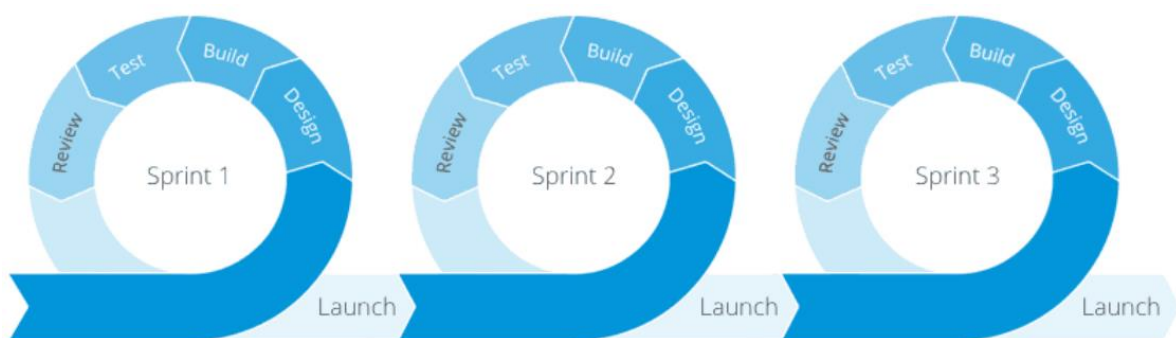 Test
Build
Design
Review
Sprint 1
Launch
Test
Build
Design
Review
Sprint 2
Launch
Test
Build
Design
Review
Sprint 3
Launch